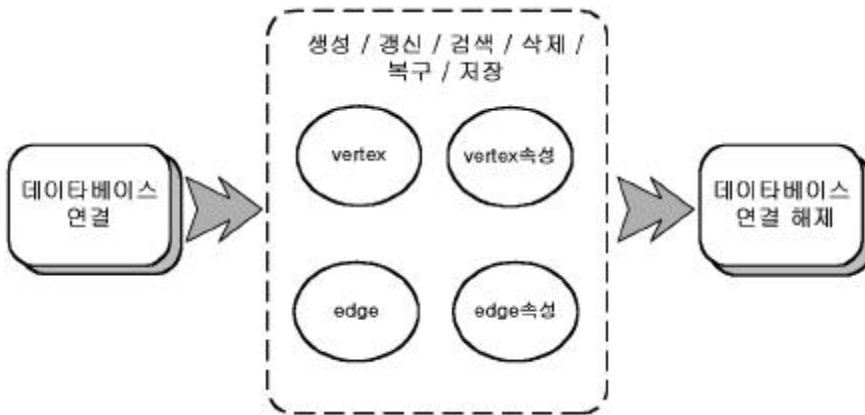 생성 / 갱신 / 검색 / 삭제 /
복구 / 저장
vertex
vertex속성
데이타베이스
연결
데이타베이스
연결 해제
edge
edge속성